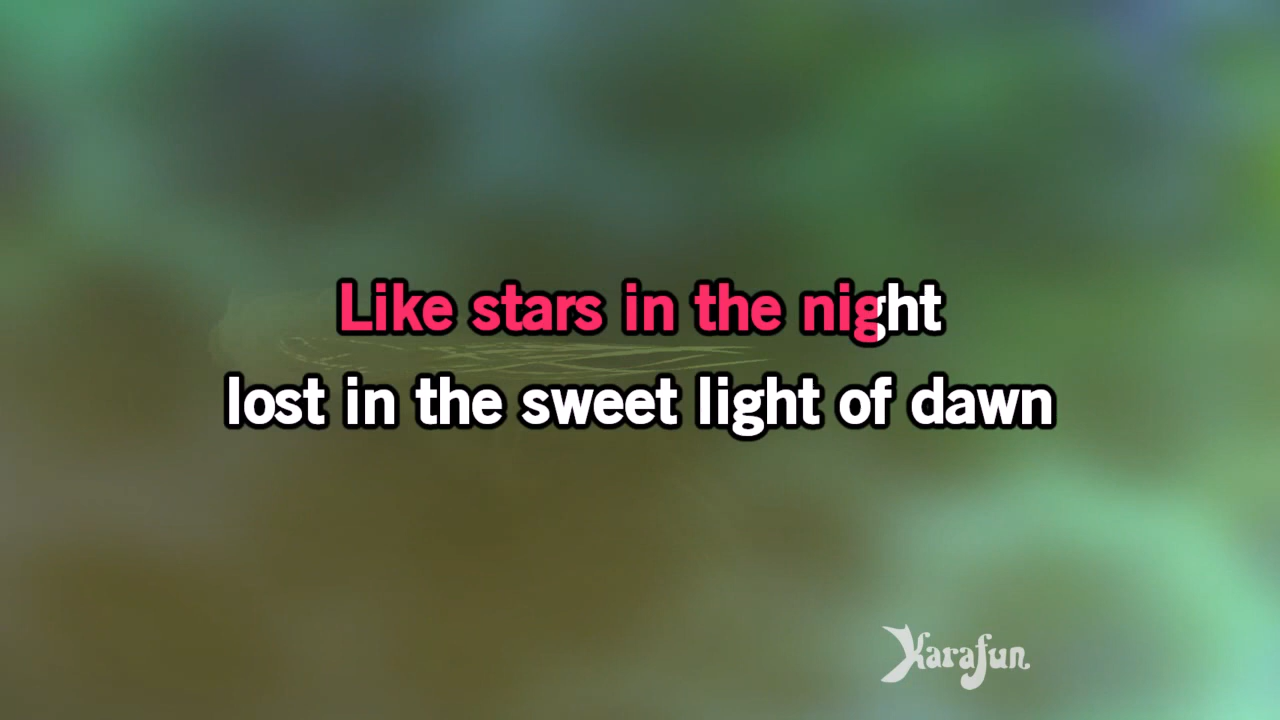 Like stars in the night
lost in the sweet light of dawn
Karafun